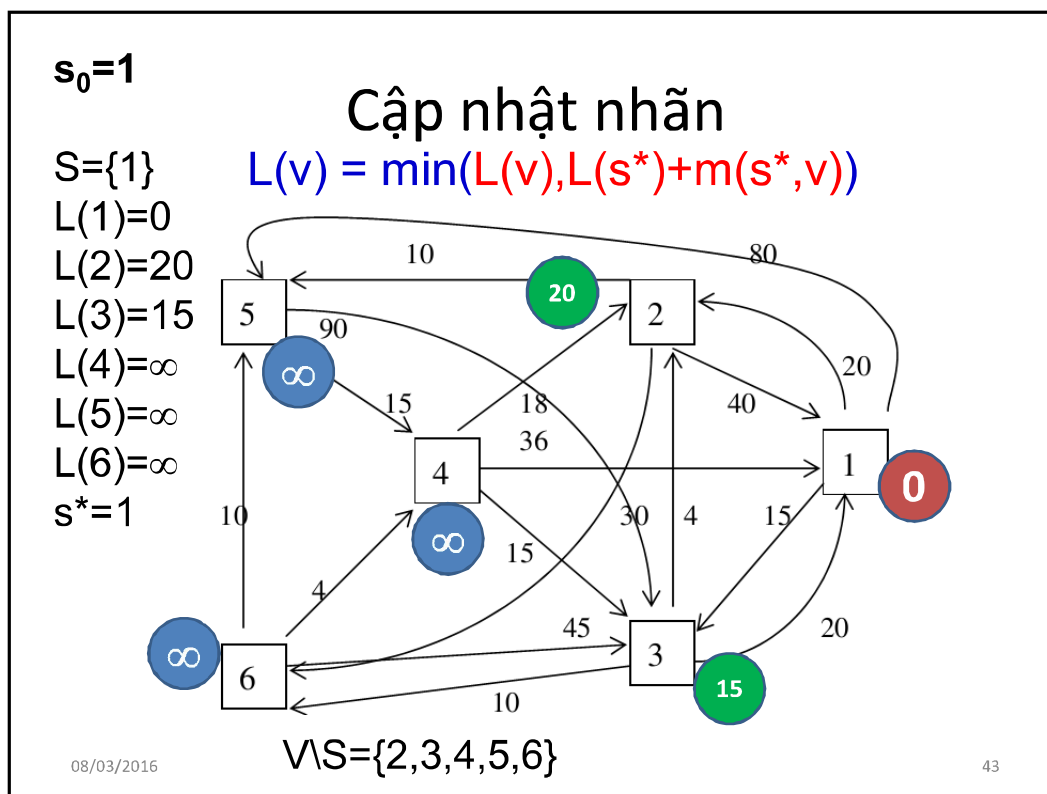 s0=1
Cập nhật nhãn
L(v) = min(L(v),L(s*)+m(s*,v))
S={1}
L(1)=0
L(2)=20
L(3)=15
L(4)=∞
L(5)=∞
L(6)=∞
s*=1
10
80
20
5
2
90
∞
20
15
18
40
36
4
1
0
10
∞
30
4
15
15
4
45
20
∞
6
3
15
10
V\S={2,3,4,5,6}
08/03/2016
43